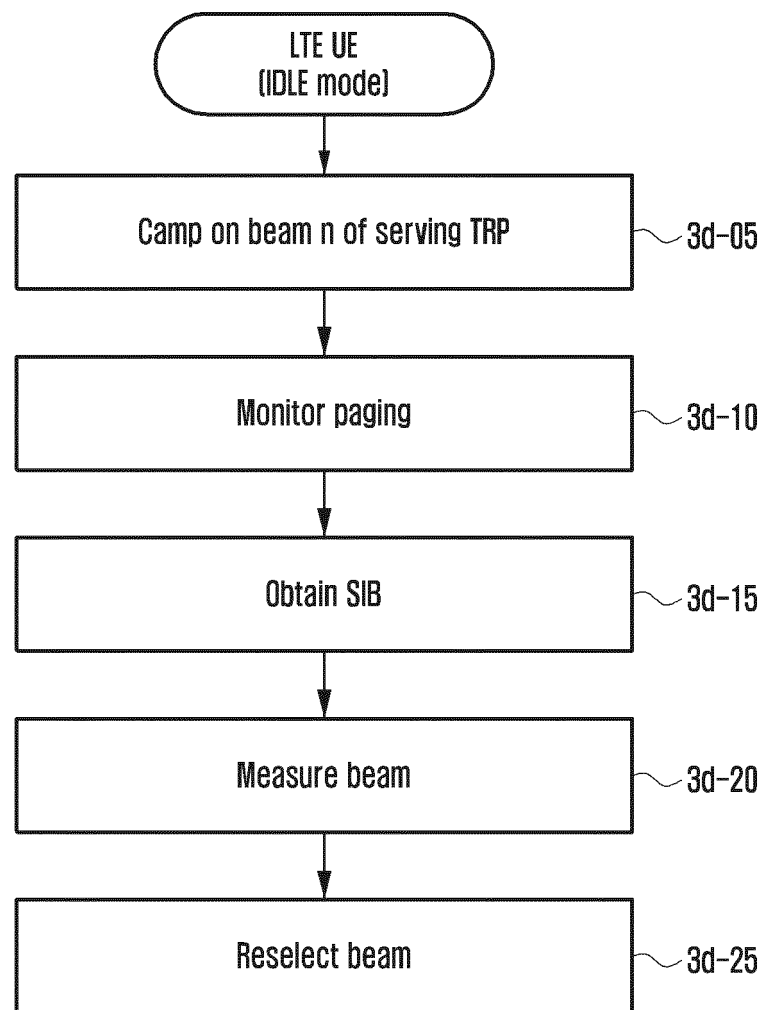 LTE UE
(IDLE mode)
Camp on beam n of serving TRP
3d-05
Monitor paging
3d-10
Obtain SIB
3d-15
Measure beam
3d-20
Reselect beam
3d-25